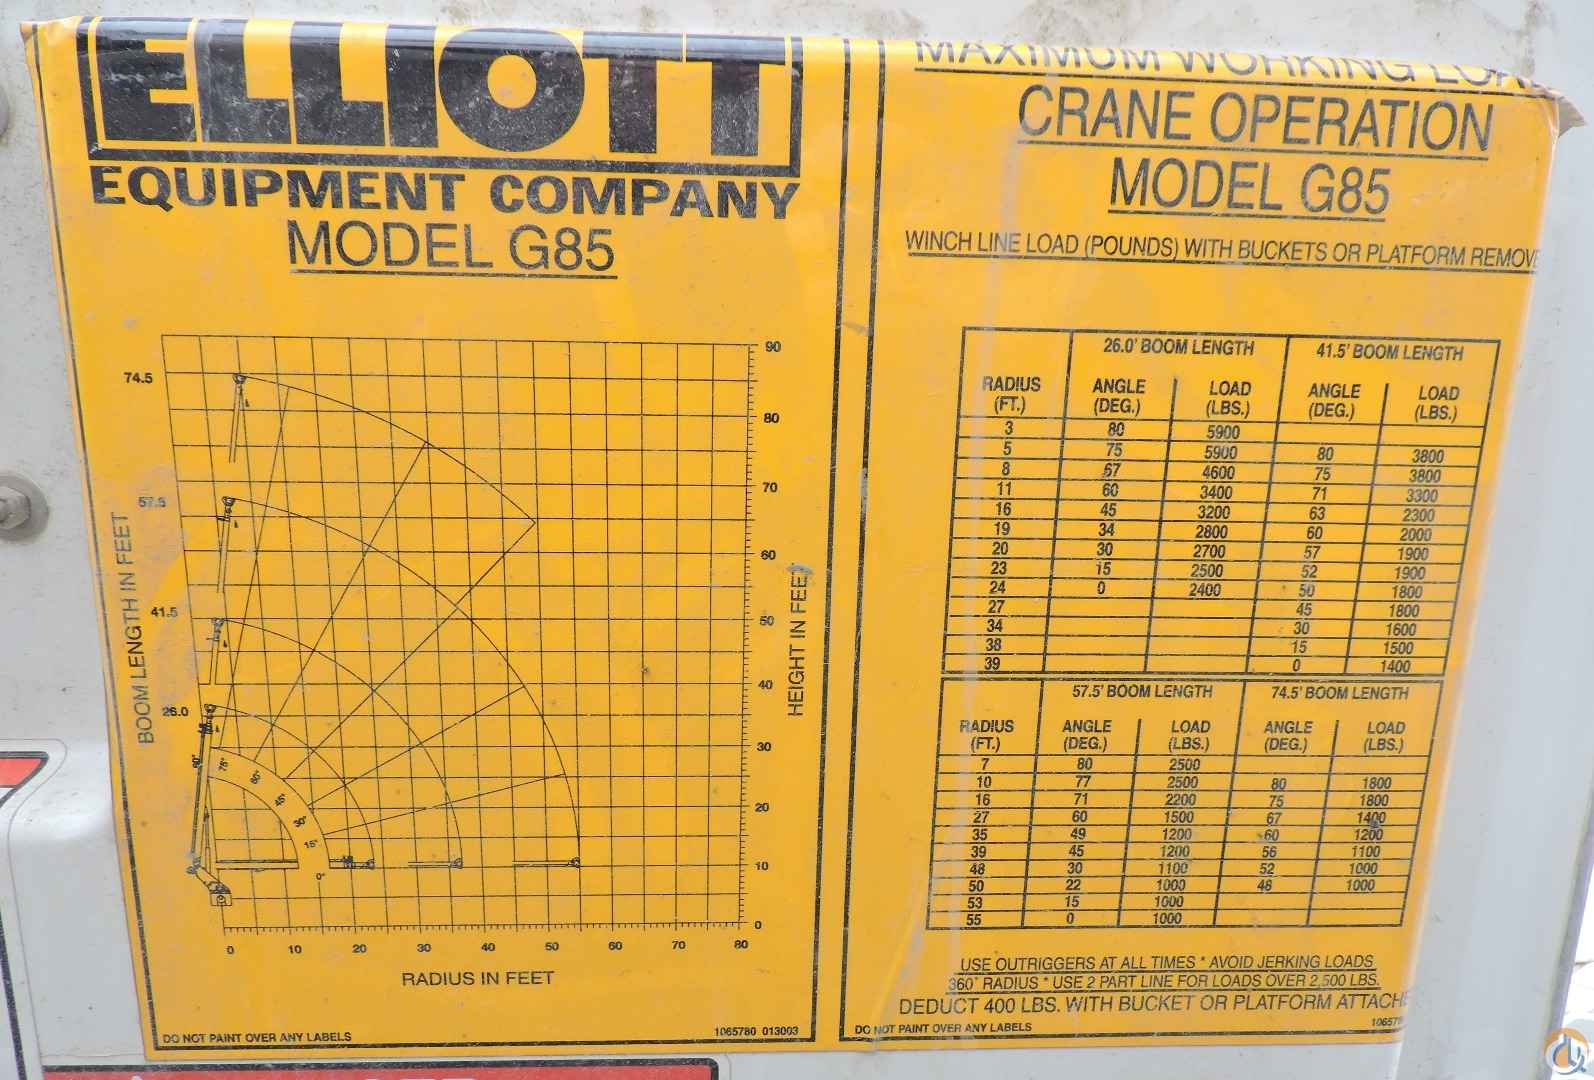 ELLIOTT
EQUIPMENT COMPANY
MODEL G85
90
80
70
60
50
40
30
20
10
0
74.5
57.5
41.5
26.0
BOOM LENGTH IN FEET
HEIGHT IN FEET
80°
75°
60°
45°
30°
15°
0°
0 10 20 30 40 50 60 70 80
RADIUS IN FEET
DO NOT PAINT OVER ANY LABELS 1065780 013003
MAXIMUM WORKING
CRANE OPERATION
MODEL G85
WINCH LINE LOAD (POUNDS) WITH BUCKETS OR PLATFORM REMOVE
26.0' BOOM LENGTH 41.5' BOOM LENGTH
RADIUS ANGLE LOAD ANGLE LOAD
(FT.) (DEG.) (LBS.) (DEG.) (LBS.)
3 80 5900
5 75 5900 80 3800
8 67 4600 75 3800
11 60 3400 71 3300
16 45 3200 63 2300
19 34 2800 60 2000
20 30 2700 57 1900
23 15 2500 52 1900
24 0 2400 50 1800
27 45 1800
34 30 1600
38 15 1500
39 0 1400
57.5' BOOM LENGTH 74.5' BOOM LENGTH
RADIUS ANGLE LOAD ANGLE LOAD
(FT.) (DEG.) (LBS.) (DEG.) (LBS.)
7 80 2500
10 77 2500 80 1800
16 71 2200 75 1800
27 60 1500 67 1400
35 49 1200 60 1200
39 45 1200 56 1100
48 30 1100 52 1000
50 22 1000 48 1000
53 15 1000
55 0 1000
USE OUTRIGGERS AT ALL TIMES * AVOID JERKING LOADS
360° RADIUS * USE 2 PART LINE FOR LOADS OVER 2,500 LBS.
DEDUCT 400 LBS. WITH BUCKET OR PLATFORM ATTACH
DO NOT PAINT OVER ANY LABELS 10657